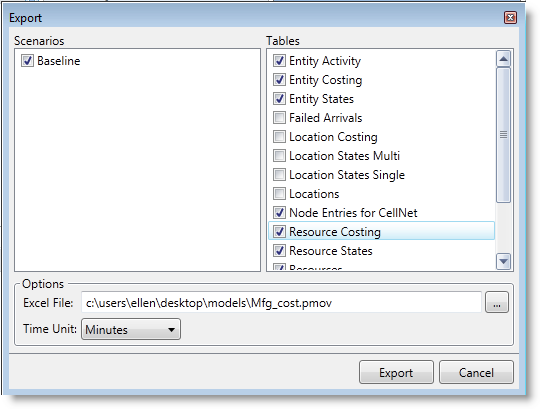 Export
Scenarios
Baseline
Tables
Entity Activity
Entity Costing
Entity States
Failed Arrivals
Location Costing
Location States Multi
Location States Single
Locations
Node Entries for CellNet
Resource Costing
Resource States
Resources
Options
Excel File: c:\users\ellen\desktop\models\Mfg_cost.pmov ...
Time Unit: Minutes
Export Cancel